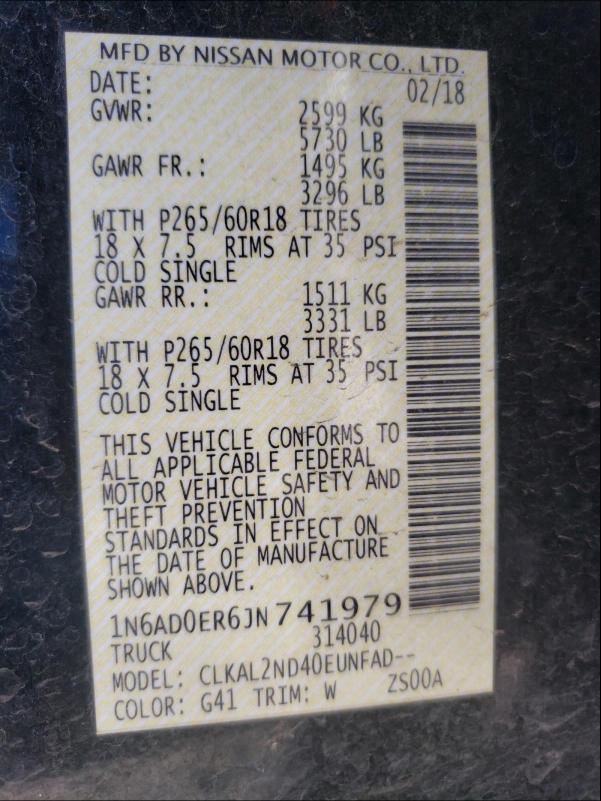 MFD BY NISSAN MOTOR CO., LTD.
DATE: 02/18
GVWR: 2599 KG
5730 LB
GAWR FR.: 1495 KG
3296 LB
WITH P265/60R18 TIRES
18 X 7.5 RIMS AT 35 PSI
COLD SINGLE
GAWR RR.: 1511 KG
3331 LB
WITH P265/60R18 TIRES
18 X 7.5 RIMS AT 35 PSI
COLD SINGLE
THIS VEHICLE CONFORMS TO
ALL APPLICABLE FEDERAL
MOTOR VEHICLE SAFETY AND
THEFT PREVENTION
STANDARDS IN EFFECT ON
THE DATE OF MANUFACTURE
SHOWN ABOVE.
1N6AD0ER6JN741979
TRUCK 314040
MODEL: CLKAL2ND40EUNFAD--
COLOR: G41 TRIM: W ZS00A